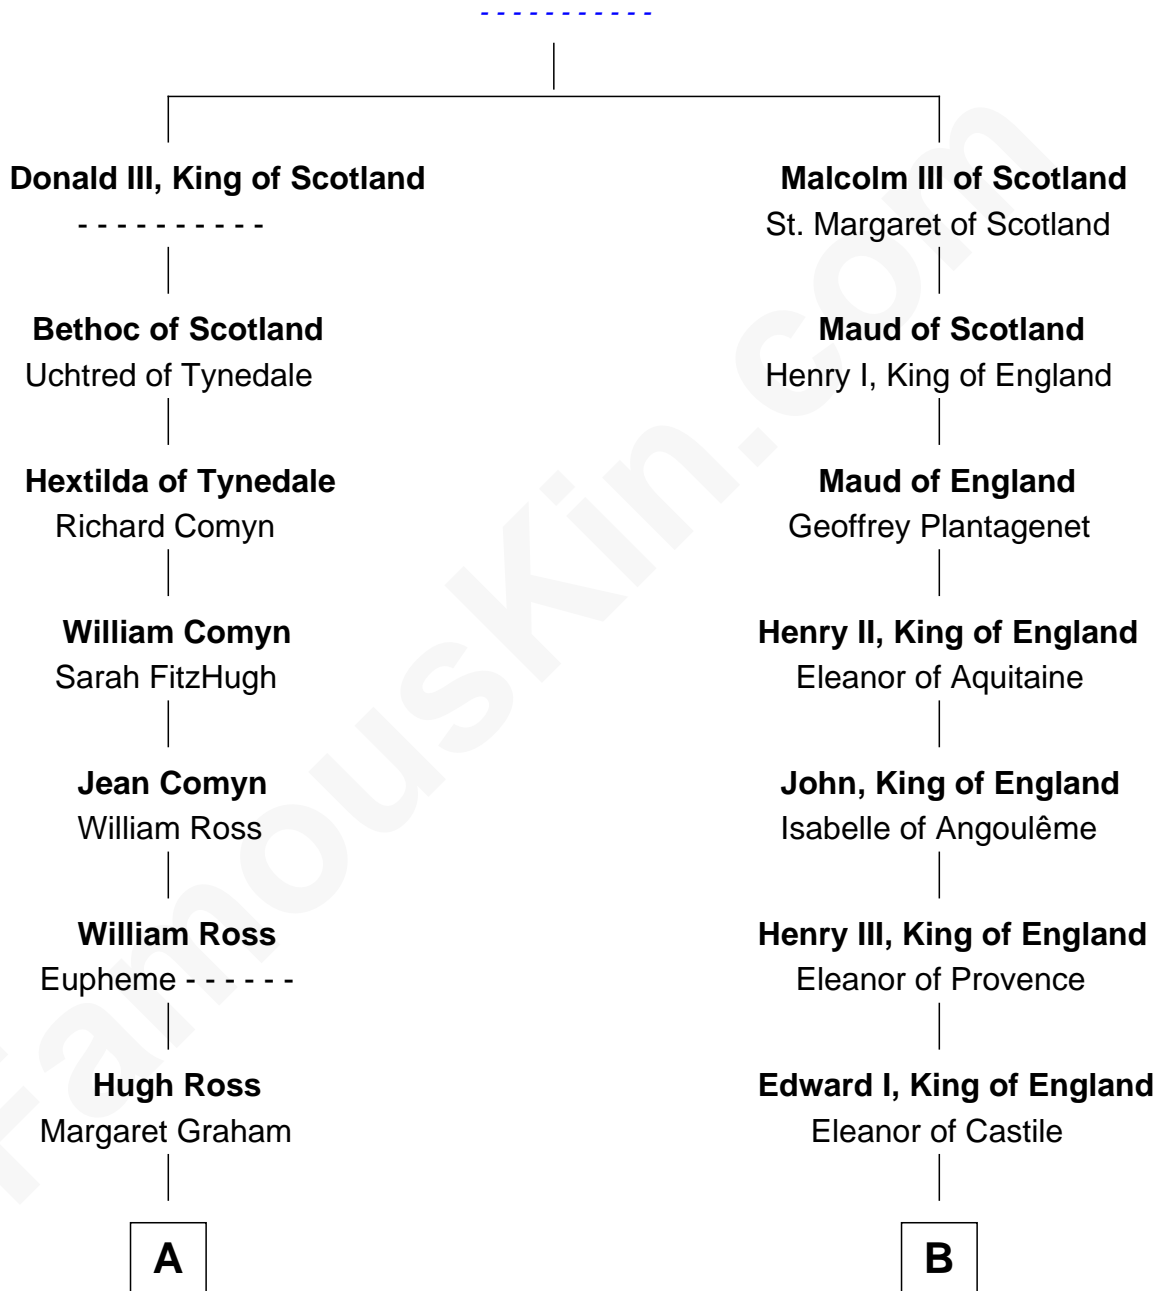 - - - - - - - - - - -
Donald III, King of Scotland
- - - - - - - - - -
Malcolm III of Scotland
St. Margaret of Scotland
Bethoc of Scotland
Uchtred of Tynedale
Maud of Scotland
Henry I, King of England
Hextilda of Tynedale
Richard Comyn
Maud of England
Geoffrey Plantagenet
William Comyn
Sarah FitzHugh
Henry II, King of England
Eleanor of Aquitaine
Jean Comyn
William Ross
John, King of England
Isabelle of Angoulême
William Ross
Eupheme - - - - - -
Henry III, King of England
Eleanor of Provence
Hugh Ross
Margaret Graham
Edward I, King of England
Eleanor of Castile
A
B
FamousKin.com